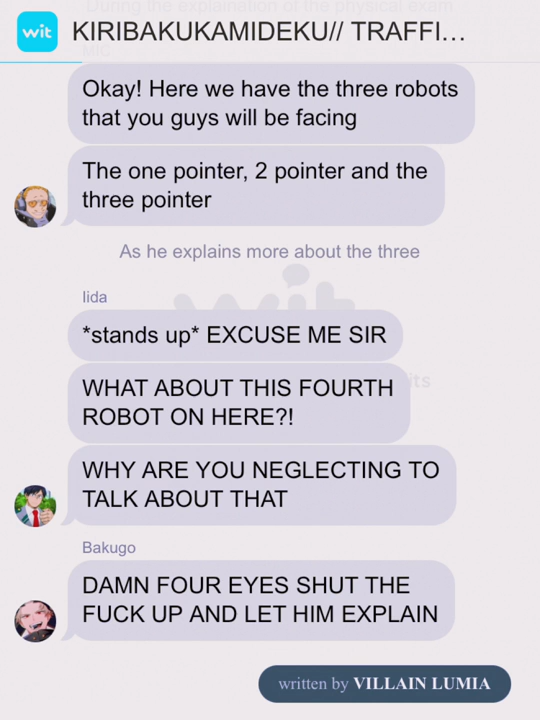 During the explaination of the physical exam
wit KIRIBAKUKAMIDEKU// TRAFFI...
MIC
Okay! Here we have the three robots
that you guys will be facing
The one pointer, 2 pointer and the
three pointer
As he explains more about the three
Iida
*stands up* EXCUSE ME SIR
WHAT ABOUT THIS FOURTH
ROBOT ON HERE?!
WHY ARE YOU NEGLECTING TO
TALK ABOUT THAT
Bakugo
DAMN FOUR EYES SHUT THE
FUCK UP AND LET HIM EXPLAIN
written by VILLAIN LUMIA